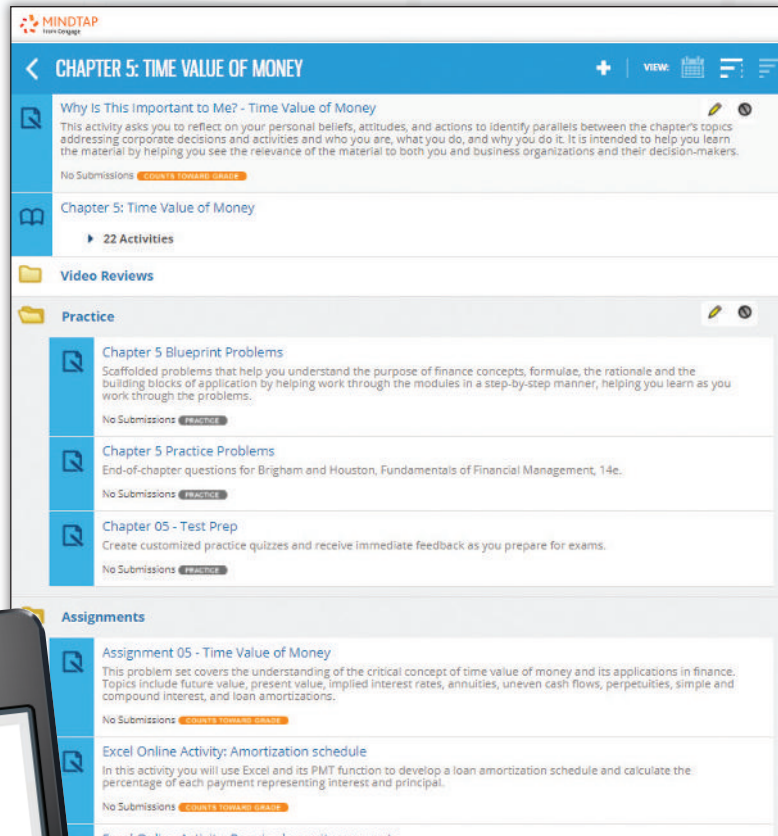 MINDTAP
From Cengage
CHAPTER 5: TIME VALUE OF MONEY
VIEW:
Why Is This Important to Me? - Time Value of Money
This activity asks you to reflect on your personal beliefs, attitudes, and actions to identify parallels between the chapter's topics
addressing corporate decisions and activities and who you are, what you do, and why you do it. It is intended to help you learn
the material by helping you see the relevance of the material to both you and business organizations and their decision-makers.
No Submissions COUNTS TOWARD GRADE
Chapter 5: Time Value of Money
22 Activities
Video Reviews
Practice
Chapter 5 Blueprint Problems
Scaffolded problems that help you understand the purpose of finance concepts, formulae, the rationale and the
building blocks of application by helping work through the modules in a step-by-step manner, helping you learn as you
work through the problems.
No Submissions PRACTICE
Chapter 5 Practice Problems
End-of-chapter questions for Brigham and Houston, Fundamentals of Financial Management, 14e.
No Submissions PRACTICE
Chapter 05 - Test Prep
Create customized practice quizzes and receive immediate feedback as you prepare for exams.
No Submissions PRACTICE
Assignments
Assignment 05 - Time Value of Money
This problem set covers the understanding of the critical concept of time value of money and its applications in finance.
Topics include future value, present value, implied interest rates, annuities, uneven cash flows, perpetuities, simple and
compound interest, and loan amortizations.
No Submissions COUNTS TOWARD GRADE
Excel Online Activity: Amortization schedule
In this activity you will use Excel and its PMT function to develop a loan amortization schedule and calculate the
percentage of each payment representing interest and principal.
No Submissions COUNTS TOWARD GRADE